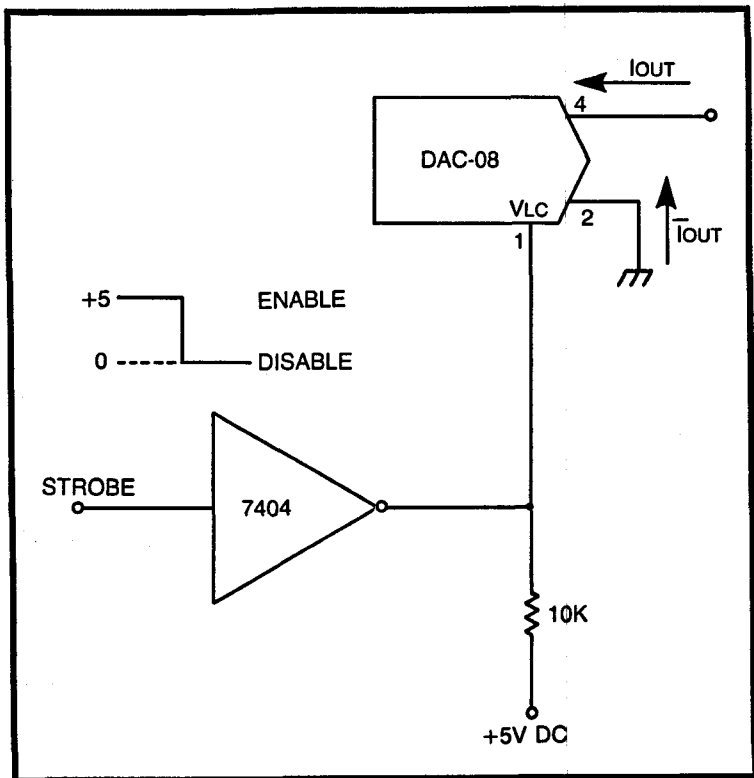 IOUT
4
DAC-08
VLC
2
1
IOUT
+5 ENABLE
0 DISABLE
STROBE
7404
10K
+5V DC